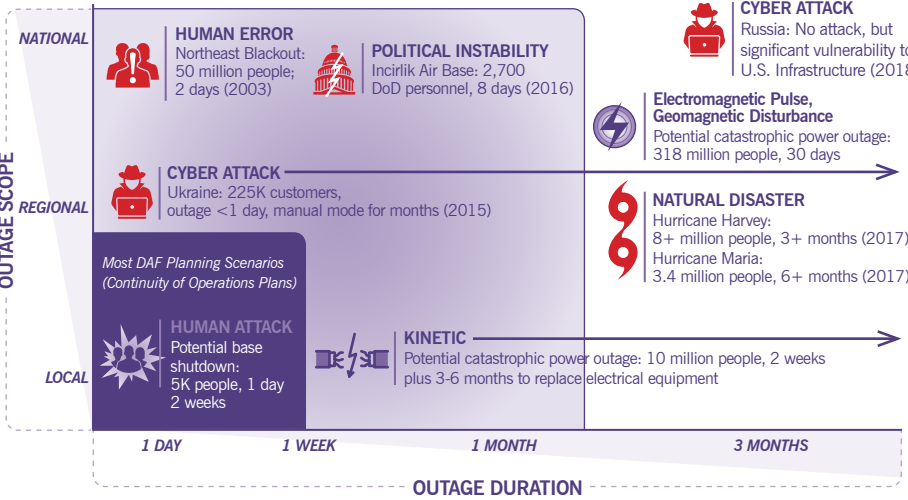 OUTAGE SCOPE
NATIONAL
REGIONAL
LOCAL
HUMAN ERROR
Northeast Blackout:
50 million people;
2 days (2003)
POLITICAL INSTABILITY
Incirlik Air Base: 2,700
DoD personnel, 8 days (2016)
CYBER ATTACK
Russia: No attack, but
significant vulnerability to
U.S. Infrastructure (2018
Electromagnetic Pulse,
Geomagnetic Disturbance
Potential catastrophic power outage:
318 million people, 30 days
CYBER ATTACK
Ukraine: 225K customers,
outage <1 day, manual mode for months (2015)
NATURAL DISASTER
Hurricane Harvey:
8+ million people, 3+ months (2017)
Hurricane Maria:
3.4 million people, 6+ months (2017)
Most DAF Planning Scenarios
(Continuity of Operations Plans)
HUMAN ATTACK
Potential base
shutdown:
5K people, 1 day
2 weeks
KINETIC
Potential catastrophic power outage: 10 million people, 2 weeks
plus 3-6 months to replace electrical equipment
1 DAY
1 WEEK
1 MONTH
3 MONTHS
OUTAGE DURATION